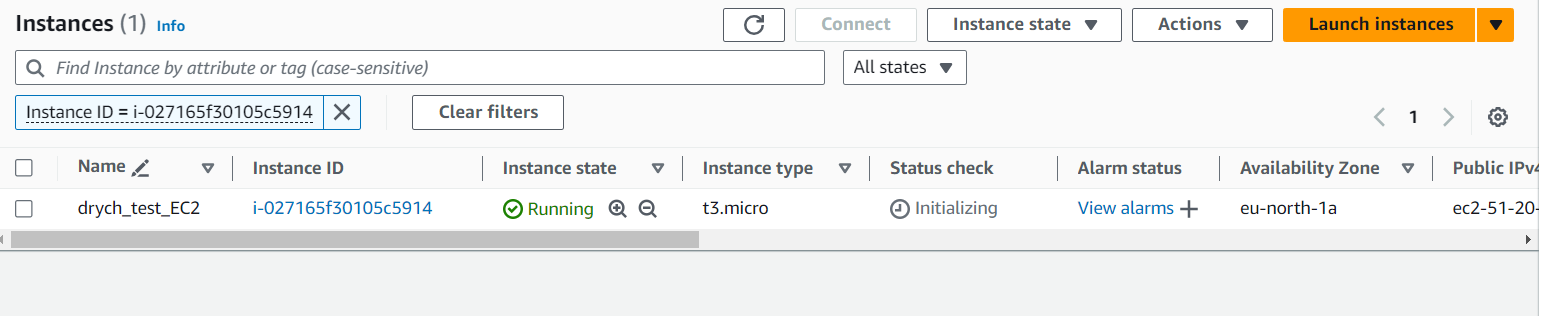 Instances (1) Info
Connect Instance state Actions Launch instances
Find Instance by attribute or tag (case-sensitive) All states
Instance ID = i-027165f30105c5914 Clear filters
1
Name Instance ID Instance state Instance type Status check Alarm status Availability Zone Public IPv4
drych_test_EC2 i-027165f30105c5914 Running t3.micro Initializing View alarms eu-north-1a ec2-51-20-